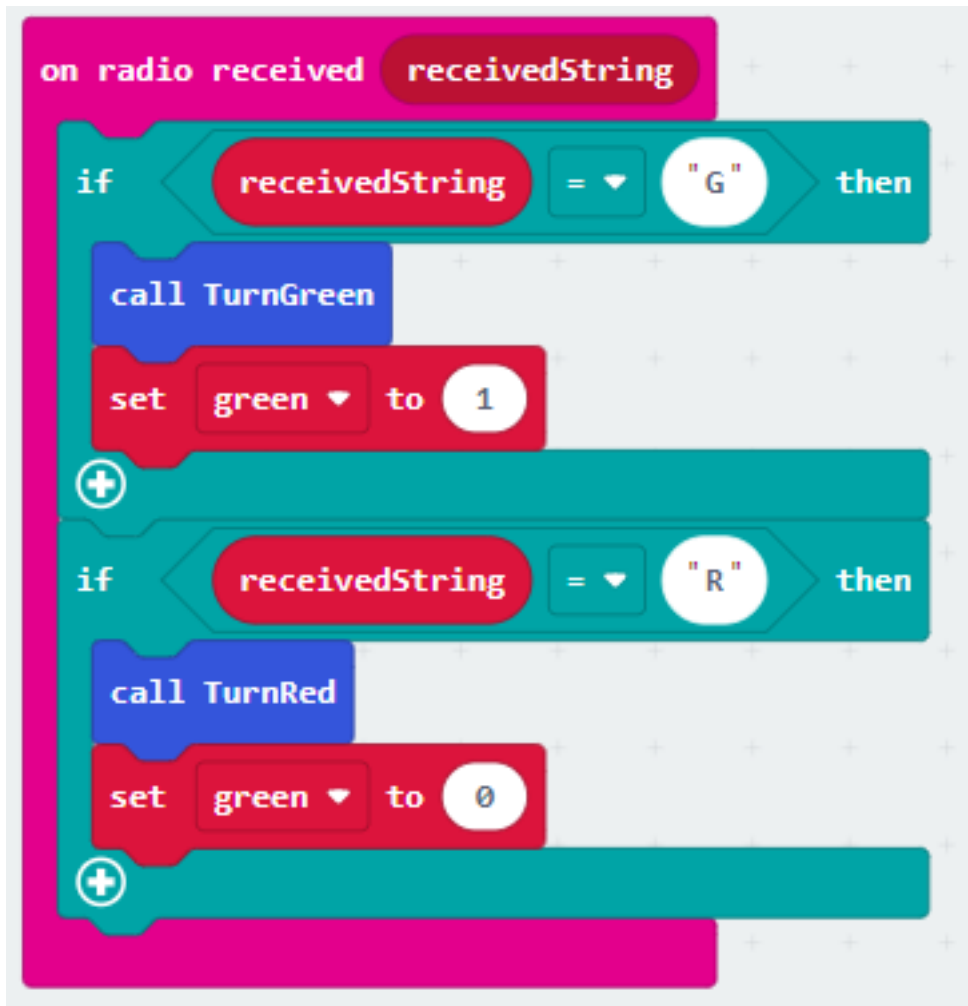 on radio received receivedString
if receivedString = "G" then
call TurnGreen
set green to 1
if receivedString = "R" then
call TurnRed
set green to 0